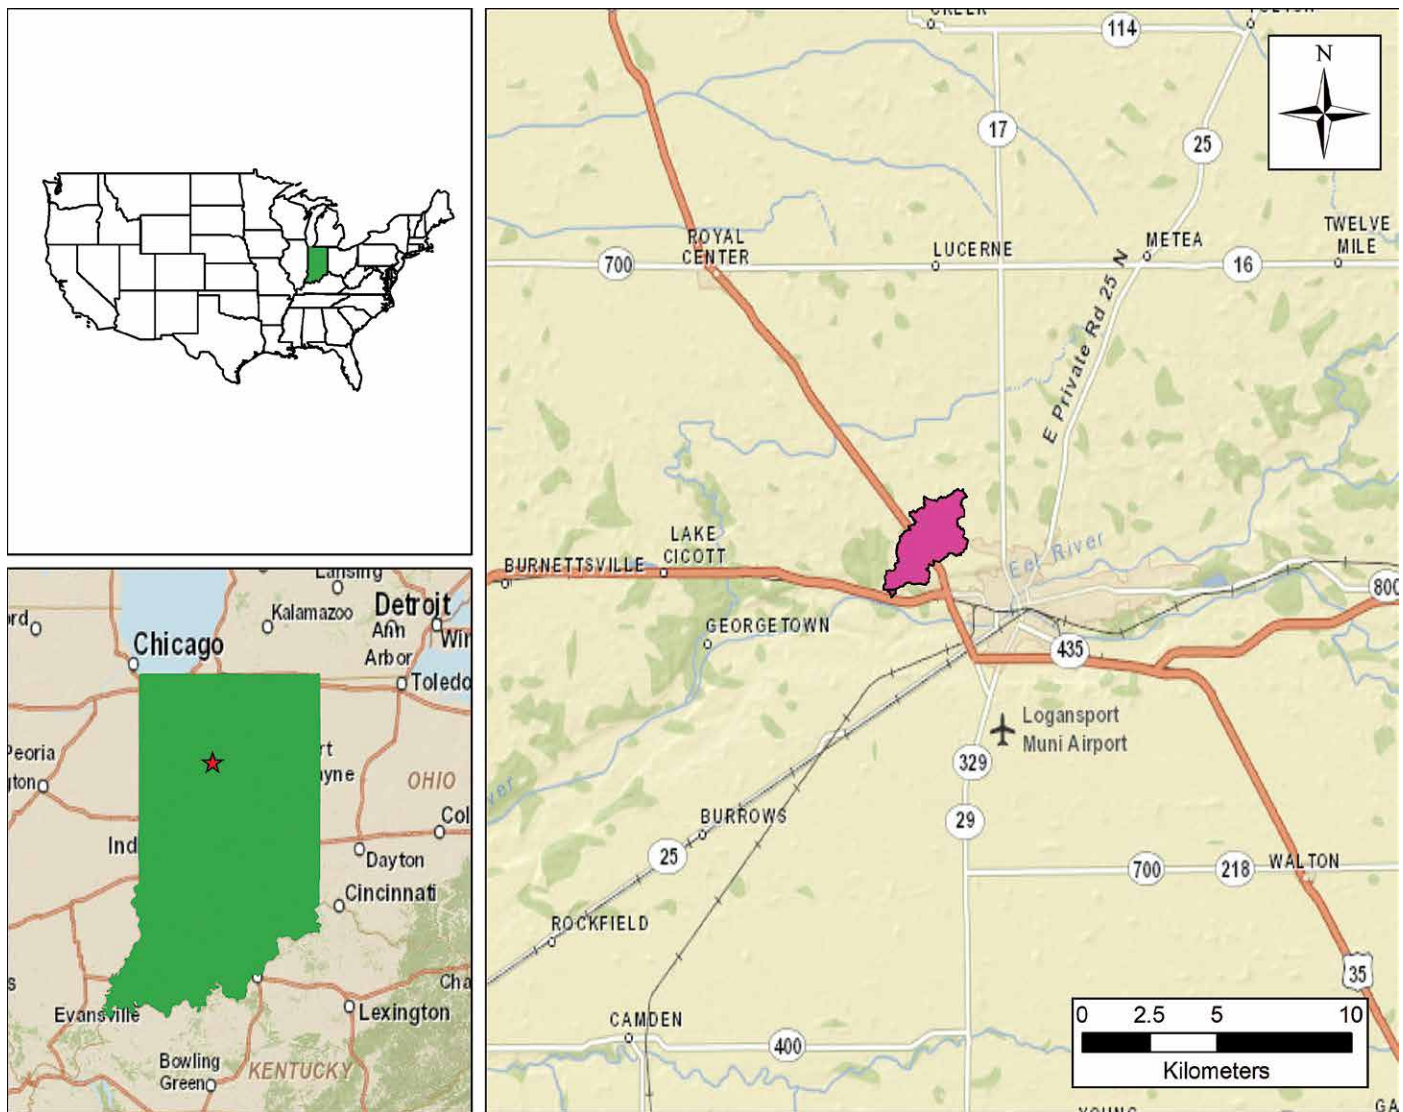 Lansing
Kalamazoo
Detroit
Ann
Arbor
Chicago
Toledo
Peoria
OHIO
Dayton
Cincinnati
Evansville
Lexington
Bowling
Green
KENTUCKY
CREEK
114
N
17
25
ROYAL
CENTER
700
LUCERNE
METEA
16
TWELVE
MILE
E Private Rd 25 N
LAKE
CICOTT
BURNETTSVILLE
Eel River
800
GEORGETOWN
435
Logansport
Muni Airport
329
29
BURROWS
25
700
218
WALTON
ROCKFIELD
35
CAMDEN
400
0 2.5 5 10
Kilometers
YOUNG